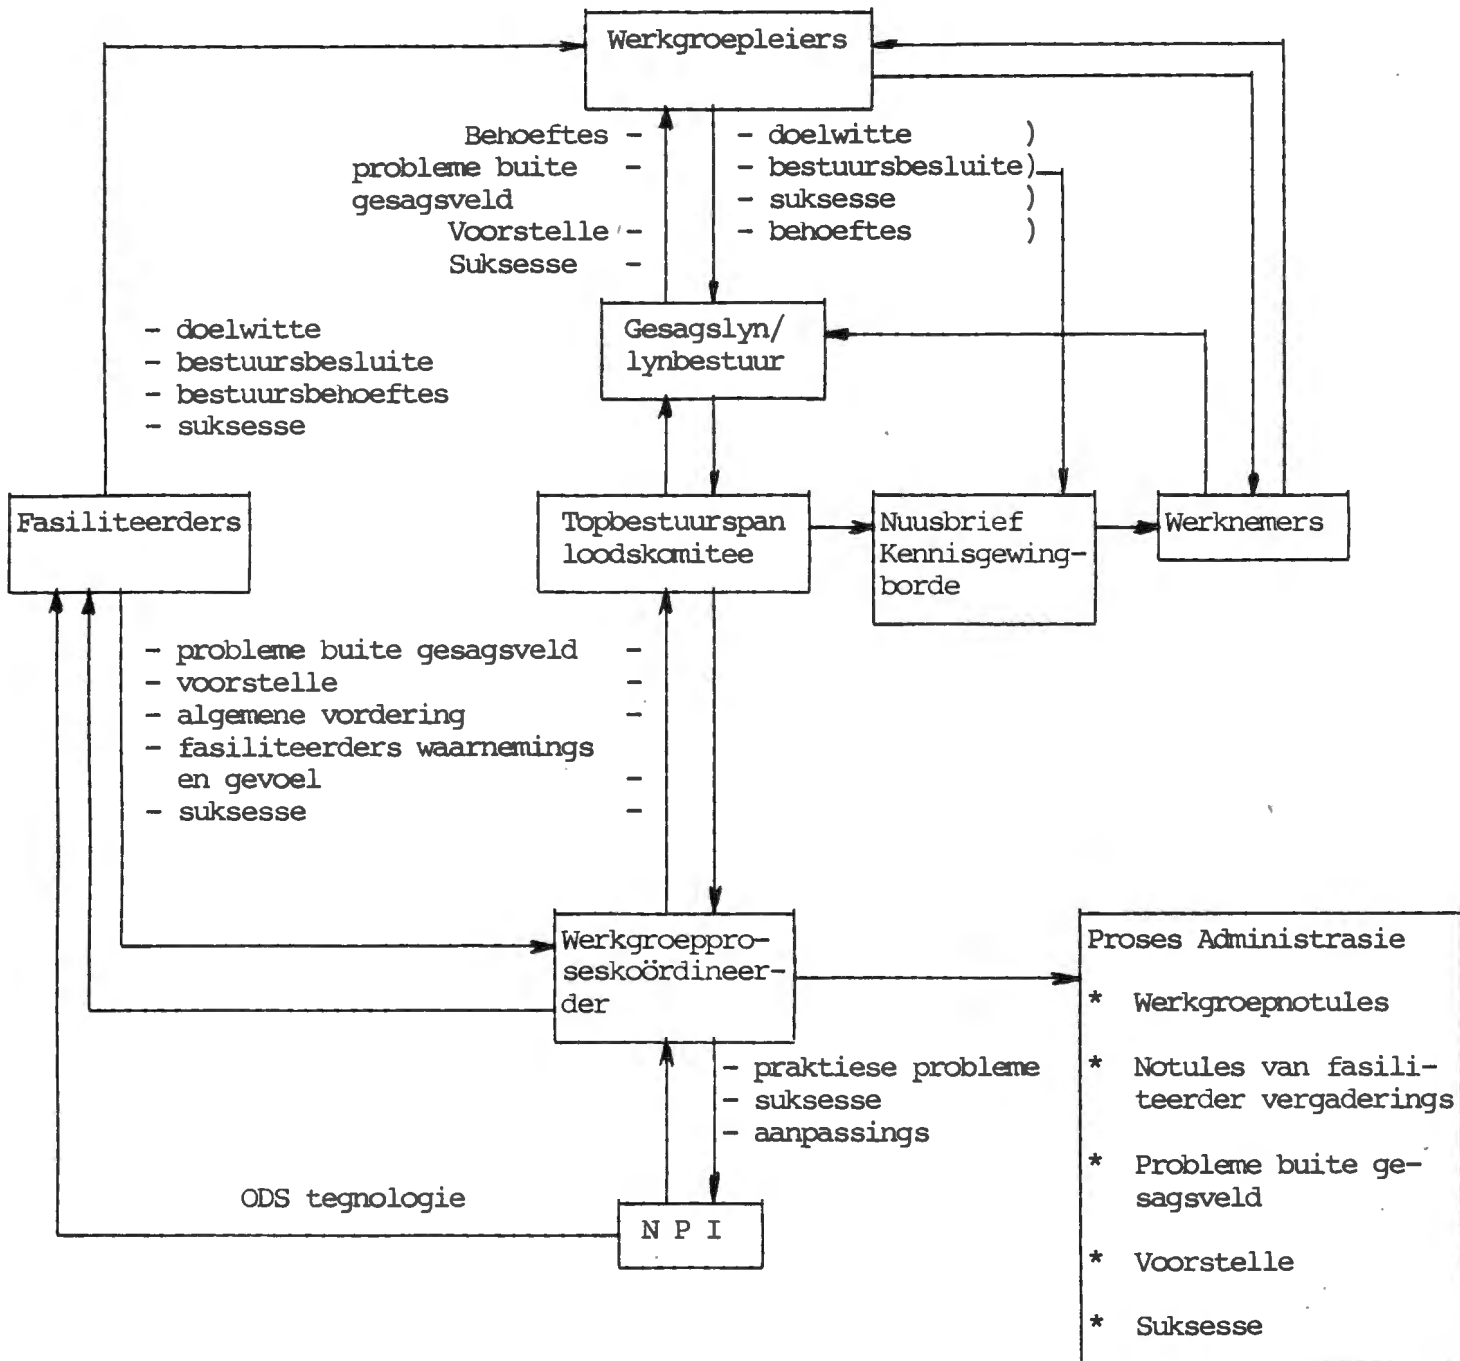 Werkgroepleiers
Behoeftes -
probleme buite -
gesagsveld
Voorstelle -
Suksesse -
- doelwitte )
- bestuursbesluite)
- suksesse )
- behoeftes )
Gesagslyn/
lynbestuur
- doelwitte
- bestuursbesluite
- bestuursbehoeftes
- suksesse
Fasiliteerders
Topbestuurspan
loodskomitee
Nuusbrief
Kennisgewing-
borde
Werknemers
- probleme buite gesagsveld -
- voorstelle -
- algemene vordering -
- fasiliteerders waarnemings
en gevoel -
- suksesse -
Werkgroeppro-
seskoördineer-
der
Proses Administrasie
* Werkgroepnotules
* Notules van fasili-
teerder vergaderings
* Probleme buite ge-
sagsveld
* Voorstelle
* Suksesse
- praktiese probleme
- suksesse
- aanpassings
ODS tegnologie
N P I